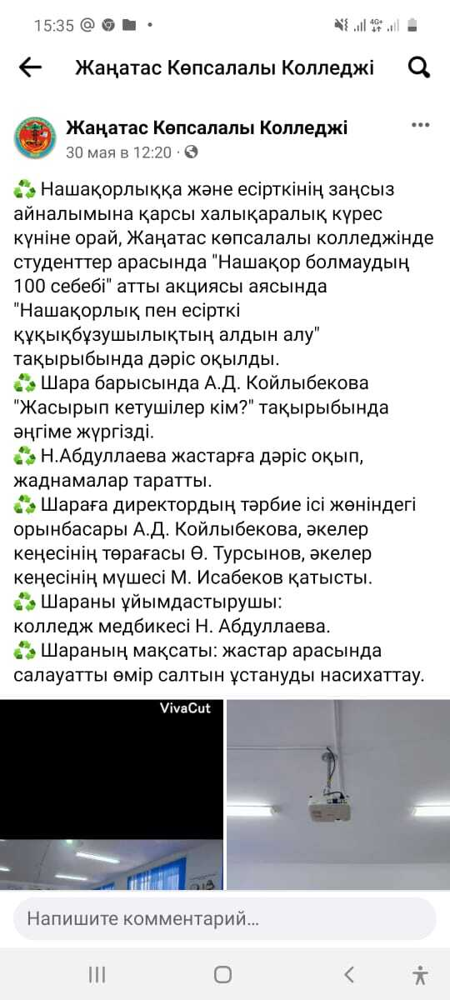 15:35
4G+
Жаңатас Көпсалалы Колледжі
Жаңатас Көпсалалы Колледжі
30 мая в 12:20 ·
♻️ Нашақорлыққа және есірткінің заңсыз
айналымына қарсы халықаралық күрес
күніне орай, Жаңатас көпсалалы колледжінде
студенттер арасында "Нашақор болмаудың
100 себебі" атты акциясы аясында
"Нашақорлық пен есірткі
құқықбұзушылықтың алдын алу"
тақырыбында дәріс оқылды.
♻️ Шара барысында А.Д. Койлыбекова
"Жасырып кетушілер кім?" тақырыбында
әңгіме жүргізді.
♻️ Н.Абдуллаева жастарға дәріс оқып,
жаднамалар таратты.
♻️ Шараға директордың тәрбие ісі жөніндегі
орынбасары А.Д. Койлыбекова, әкелер
кеңесінің төрағасы Ө. Турсынов, әкелер
кеңесінің мүшесі М. Исабеков қатысты.
♻️ Шараны ұйымдастырушы:
колледж медбикесі Н. Абдуллаева.
♻️ Шараның мақсаты: жастар арасында
салауатты өмір салтын ұстануды насихаттау.
VivaCut
Напишите комментарий...